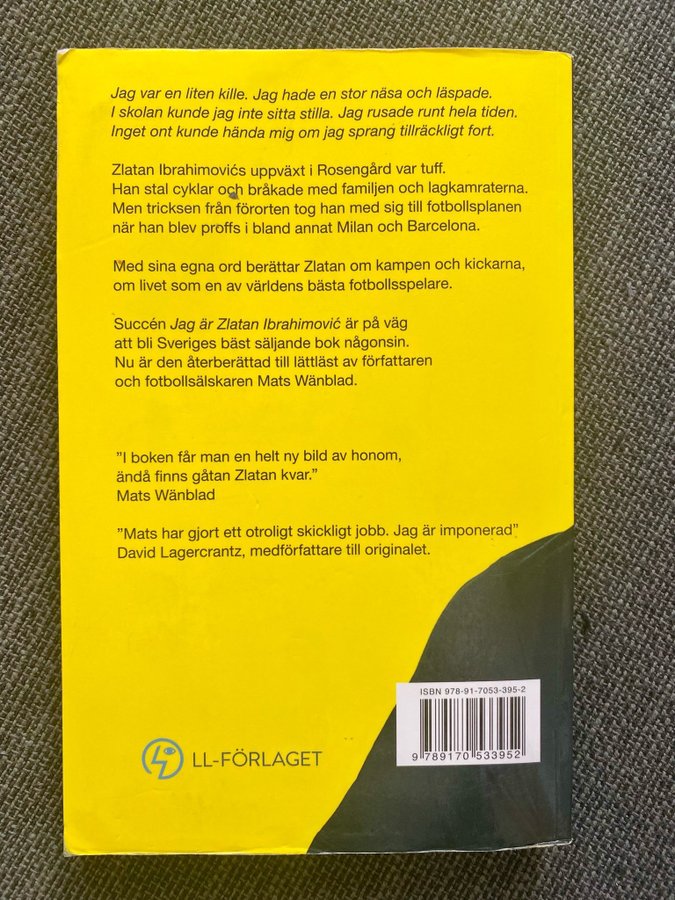 Jag var en liten kille. Jag hade en stor näsa och läspade.
I skolan kunde jag inte sitta stilla. Jag rusade runt hela tiden.
Inget ont kunde hända mig om jag sprang tillräckligt fort.
Zlatan Ibrahimovićs uppväxt i Rosengård var tuff.
Han stal cyklar och bråkade med familjen och lagkamraterna.
Men tricksen från förorten tog han med sig till fotbollsplanen
när han blev proffs i bland annat Milan och Barcelona.
Med sina egna ord berättar Zlatan om kampen och kickarna,
om livet som en av världens bästa fotbollsspelare.
Succén Jag är Zlatan Ibrahimović är på väg
att bli Sveriges bäst säljande bok någonsin.
Nu är den återberättad till lättläst av författaren
och fotbollsälskaren Mats Wänblad.
”I boken får man en helt ny bild av honom,
ändå finns gåtan Zlatan kvar.”
Mats Wänblad
”Mats har gjort ett otroligt skickligt jobb. Jag är imponerad”
David Lagercrantz, medförfattare till originalet.
ISBN 978-91-7053-395-2
9 789170 533952
LL-FÖRLAGET